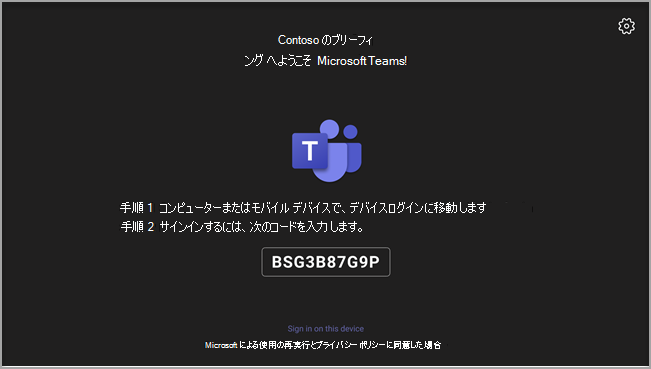 Contoso のブリーフィ
ング へようこそ Microsoft Teams!
T
手順 1 コンピューターまたはモバイル デバイスで、デバイスログインに移動します
手順 2 サインインするには、次のコードを入力します。
BSG3B87G9P
Sign in on this device
Microsoft による使用の再実行とプライバシー ポリシーに同意した場合